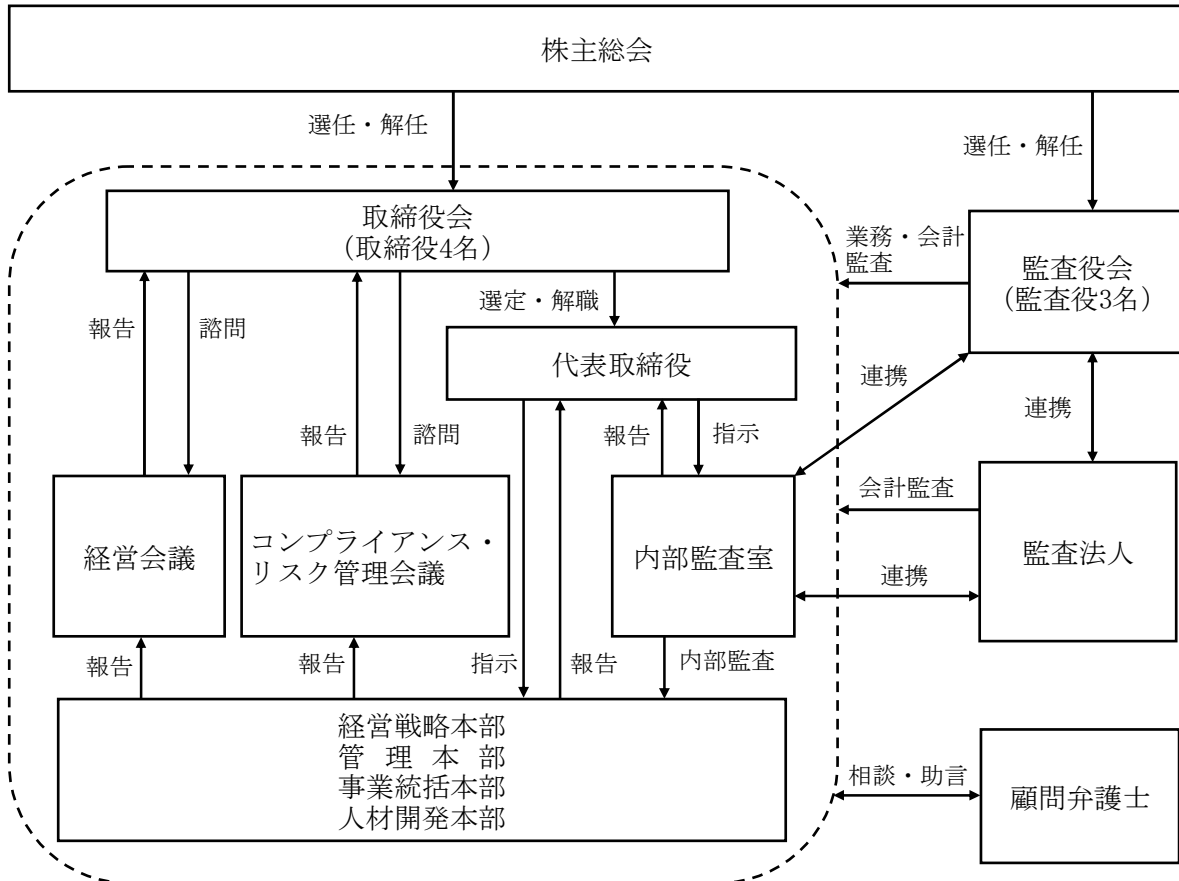 株主総会
選任・解任
選任・解任
取締役会
（取締役4名）
業務・会計
監査
監査役会
（監査役3名）
選定・解職
報告
諮問
代表取締役
連携
連携
報告
諮問
報告
指示
会計監査
経営会議
コンプライアンス・
リスク管理会議
内部監査室
監査法人
連携
報告
報告
指示
報告
内部監査
経営戦略本部
管理本部
事業統括本部
人材開発本部
相談・助言
顧問弁護士